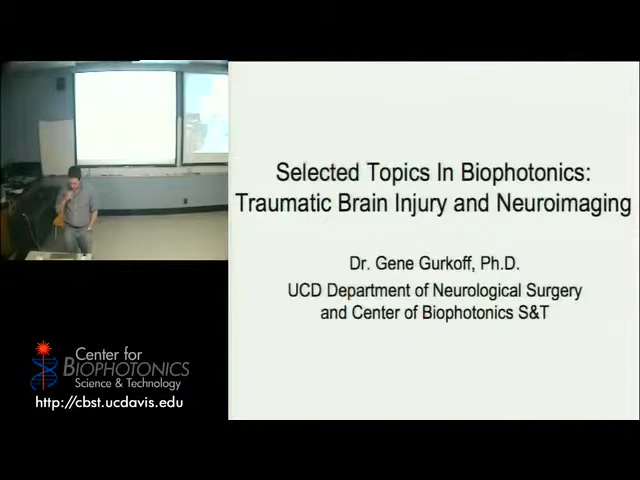 Selected Topics In Biophotonics:
Traumatic Brain Injury and Neuroimaging
Dr. Gene Gurkoff, Ph.D.
UCD Department of Neurological Surgery
and Center of Biophotonics S&T
Center for
BIOPHOTONICS
Science & Technology
http://cbst.ucdavis.edu